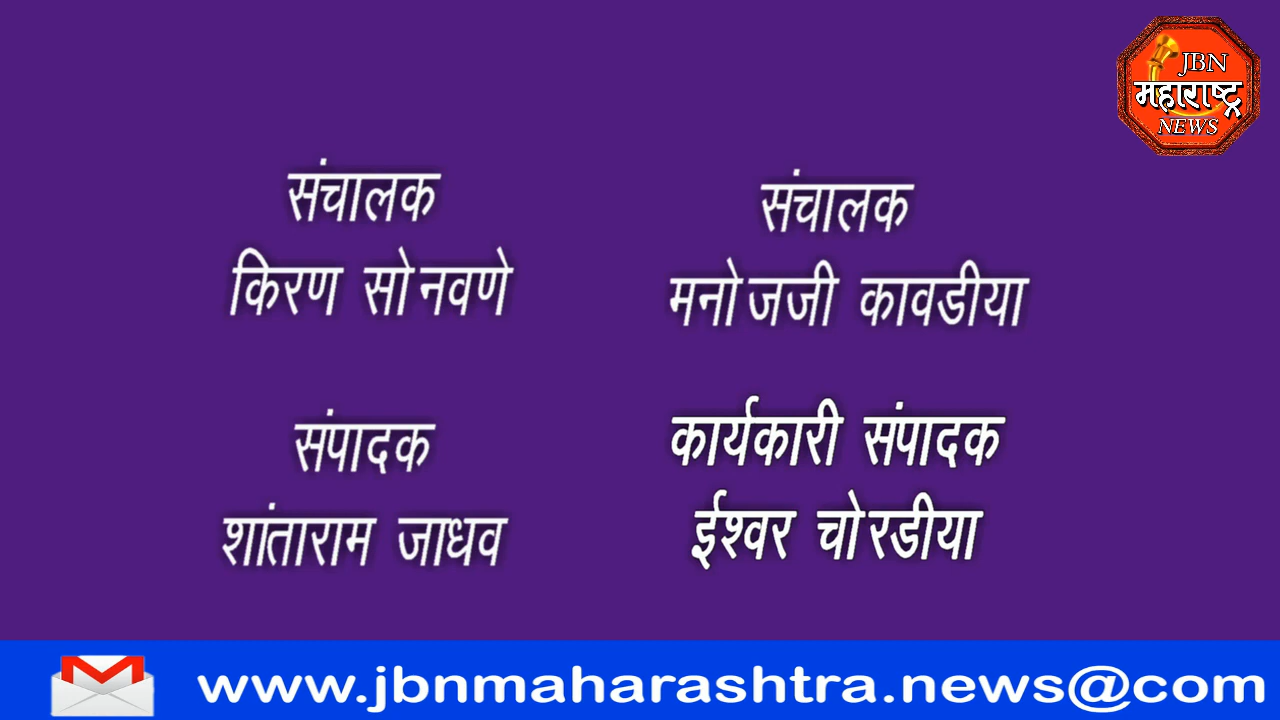 JBN
महाराष्ट्र
NEWS
संचालक
किरण सोनवणे
संचालक
मनोजजी कावडीया
संपादक
शांताराम जाधव
कार्यकारी संपादक
ईश्वर चोरडीया
www.jbnmaharashtra.news@com